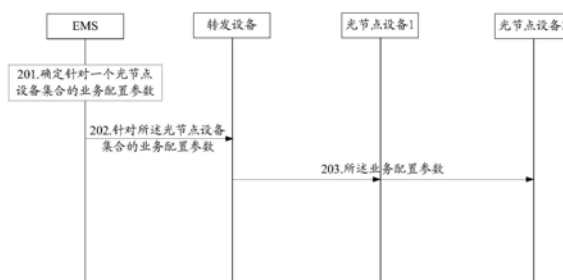 EMS
转发设备
光节点设备1
光节点设备
201.确定针对一个光节点
设备集合的业务配置参数
202.针对所述光节点设备
集合的业务配置参数
203.所述业务配置参数